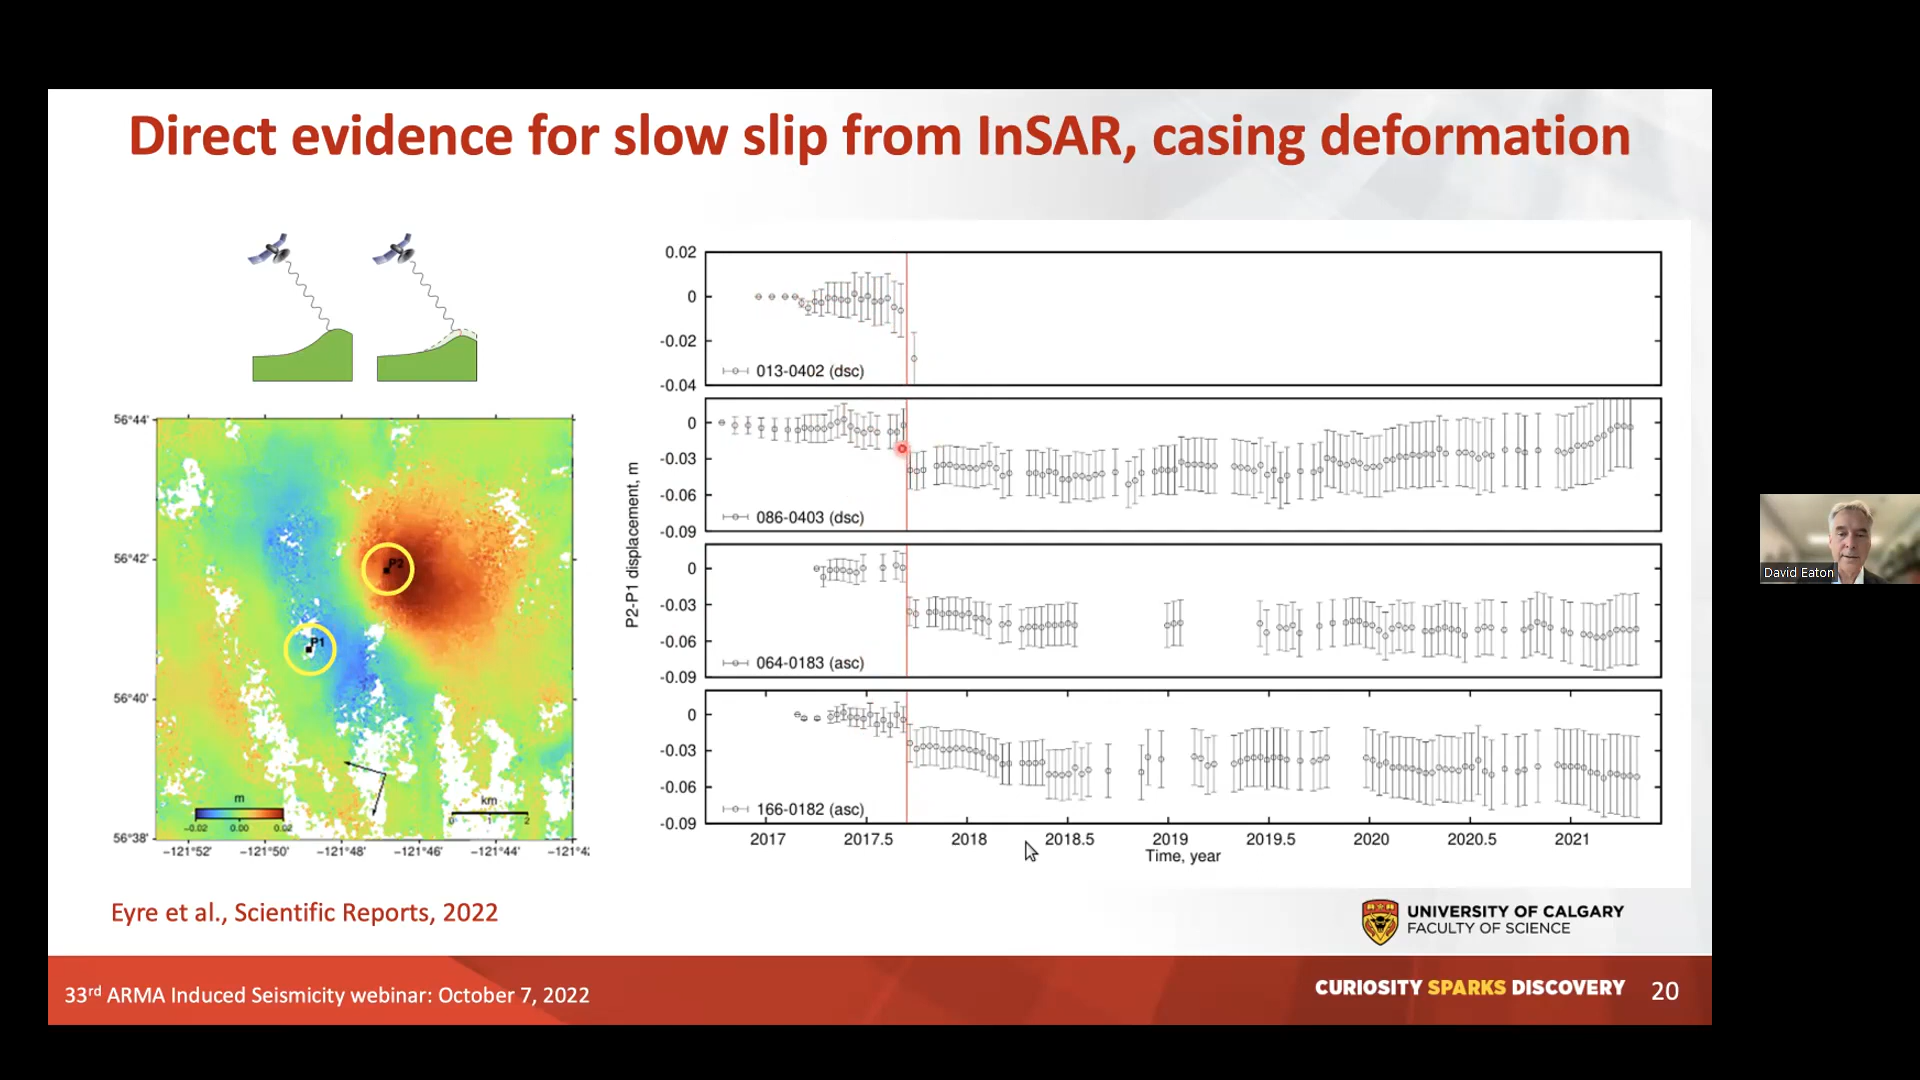 Direct evidence for slow slip from InSAR, casing deformation
56°44'
56°42'
56°40'
56°38'
P2
P1
m
−0.02 0.00 0.02
km
0 1 2
−121°52' −121°50' −121°48' −121°46' −121°44' −121°42
P2-P1 displacement, m
0.02
0
-0.02
-0.04
013-0402 (dsc)
0
-0.03
-0.06
-0.09
086-0403 (dsc)
0
-0.03
-0.06
-0.09
064-0183 (asc)
0
-0.03
-0.06
-0.09
166-0182 (asc)
2017 2017.5 2018 2018.5 2019 2019.5 2020 2020.5 2021
Time, year
Eyre et al., Scientific Reports, 2022
UNIVERSITY OF CALGARY
FACULTY OF SCIENCE
33rd ARMA Induced Seismicity webinar: October 7, 2022
CURIOSITY SPARKS DISCOVERY
20
David Eaton